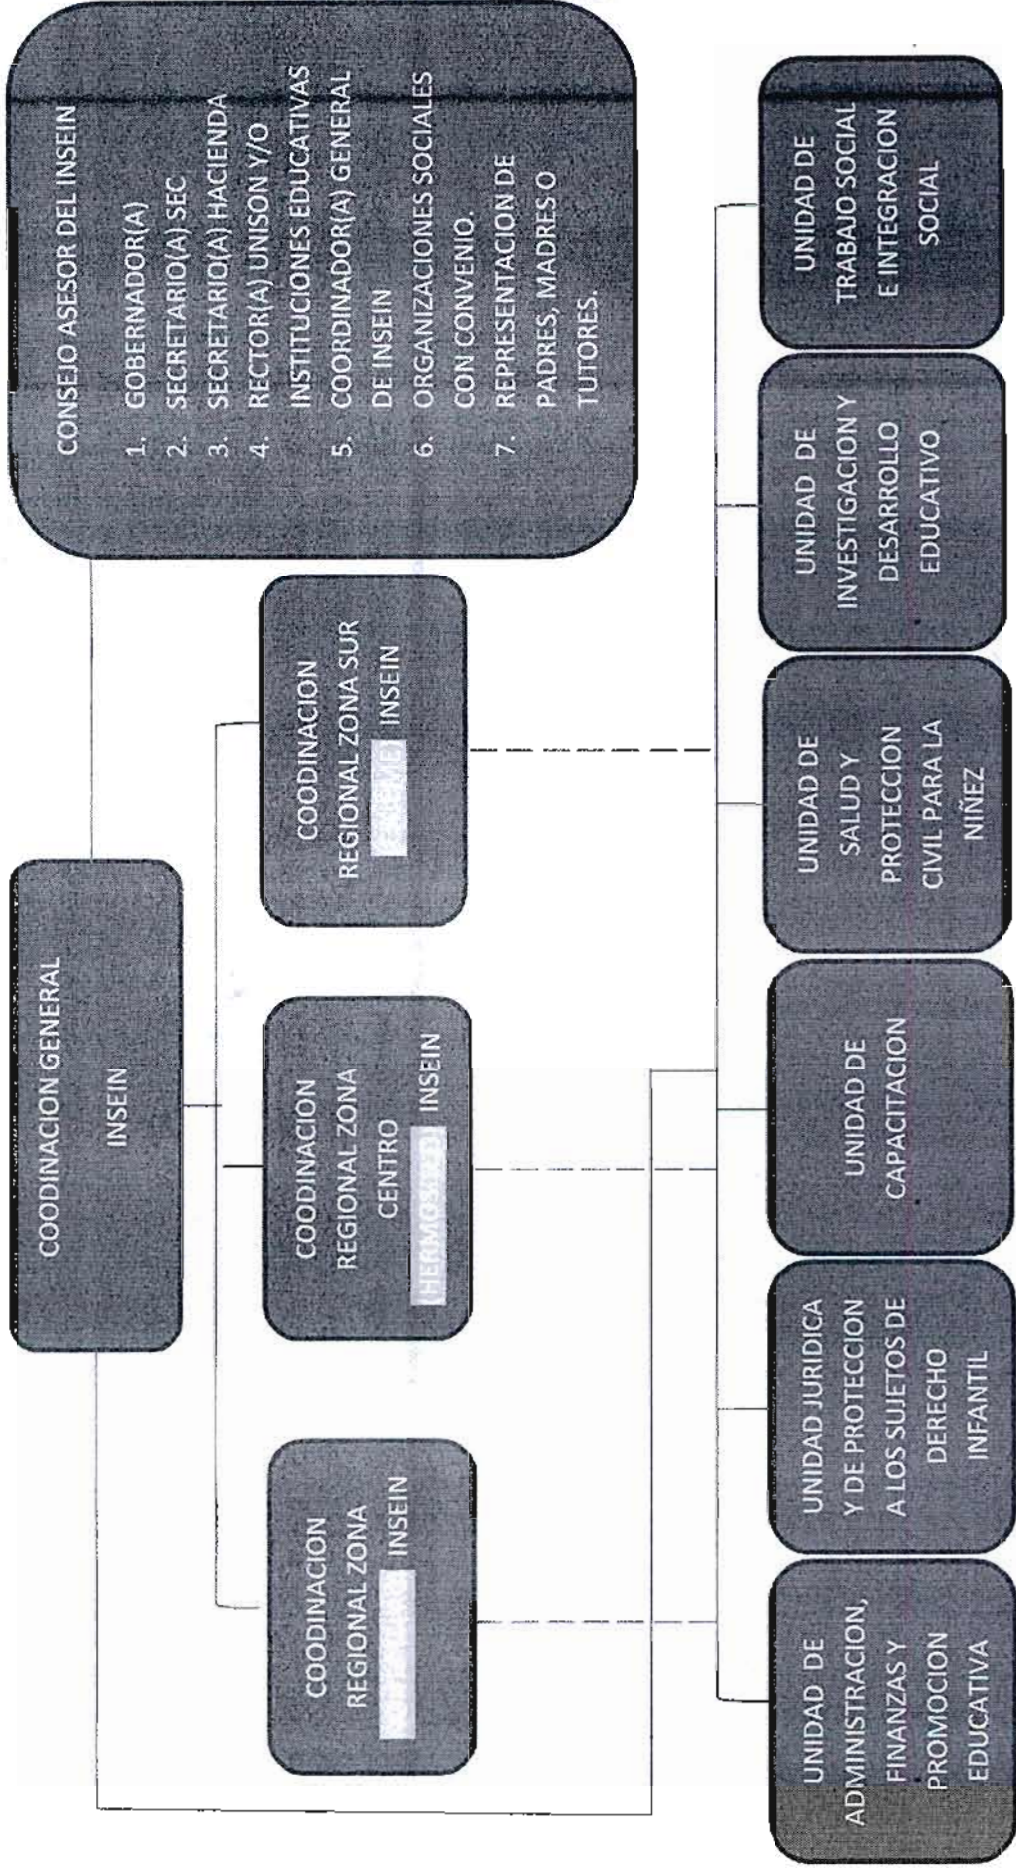 COODINACION GENERAL
INSEIN
CONSEJO ASESOR DEL INSEIN
1. GOBERNADOR(A)
2. SECRETARIO(A) SEC
3. SECRETARIO(A) HACIENDA
4. RECTOR(A) UNISON Y/O
INSTITUCIONES EDUCATIVAS
5. COORDINADOR(A) GENERAL
DE INSEIN
6. ORGANIZACIONES SOCIALES
CON CONVENIO.
7. REPRESENTACION DE
PADRES, MADRES O
TUTORES.
COODINACION
REGIONAL ZONA
INSEIN
COODINACION
REGIONAL ZONA
CENTRO
INSEIN
COODINACION
REGIONAL ZONA SUR
INSEIN
UNIDAD DE
ADMINISTRACION,
FINANZAS Y
PROMOCION
EDUCATIVA
UNIDAD JURIDICA
Y DE PROTECCION
A LOS SUJETOS DE
DERECHO
INFANTIL
UNIDAD DE
CAPACITACION
UNIDAD DE
SALUD Y
PROTECCION
CIVIL PARA LA
NIÑEZ
UNIDAD DE
INVESTIGACION Y
DESARROLLO
EDUCATIVO
UNIDAD DE
TRABAJO SOCIAL
E INTEGRACION
SOCIAL